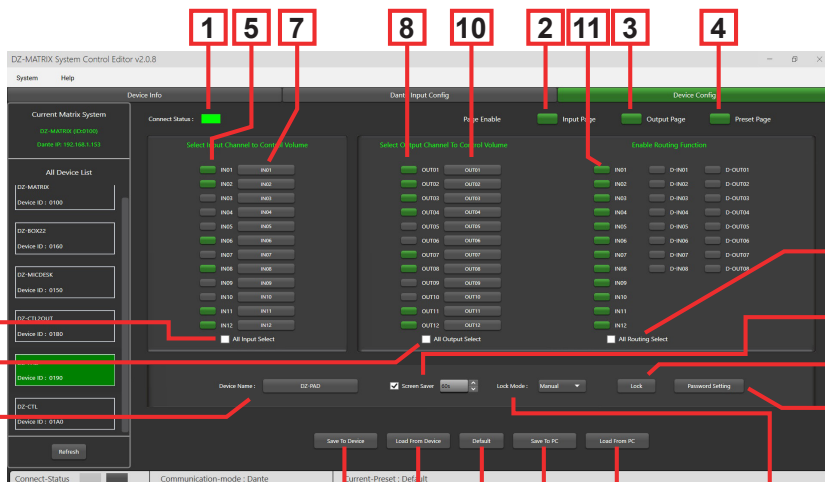 1 5 7 8 10 2 11 3 4
DZ-MATRIX System Control Editor v2.0.8
System Help
Device Info Dante Input Config Device Config
Current Matrix System
DZ-MATRIX (ID:0100)
Dante IP: 192.168.1.153
Connect Status :
Page Enable Input Page Output Page Preset Page
All Device List
DZ-MATRIX
Device ID : 0100
DZ-BOX22
Device ID : 0160
DZ-MICDESK
Device ID : 0150
DZ-CTL2OUT
Device ID : 0180
Device ID : 0190
DZ-CTL
Device ID : 01A0
Refresh
Select Input Channel to Control Volume
IN01 IN01
IN02 IN02
IN03 IN03
IN04 IN04
IN05 IN05
IN06 IN06
IN07 IN07
IN08 IN08
IN09 IN09
IN10 IN10
IN11 IN11
IN12 IN12
All Input Select
Select Output Channel To Control Volume
OUT01 OUT01
OUT02 OUT02
OUT03 OUT03
OUT04 OUT04
OUT05 OUT05
OUT06 OUT06
OUT07 OUT07
OUT08 OUT08
OUT09 OUT09
OUT10 OUT10
OUT11 OUT11
OUT12 OUT12
All Output Select
Enable Routing Function
IN01 D-IN01 D-OUT01
IN02 D-IN02 D-OUT02
IN03 D-IN03 D-OUT03
IN04 D-IN04 D-OUT04
IN05 D-IN05 D-OUT05
IN06 D-IN06 D-OUT06
IN07 D-IN07 D-OUT07
IN08 D-IN08 D-OUT08
IN09
IN10
IN11
IN12
All Routing Select
Device Name : DZ-PAD Screen Saver 60s Lock Mode : Manual Lock Password Setting
Save To Device Load From Device Default Save To PC Load From PC
Connect-Status Communication-mode : Dante Current-Preset : Default